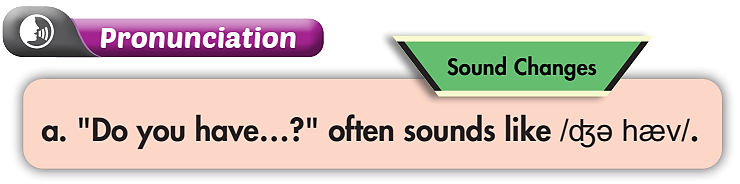 Pronunciation
Sound Changes
a. "Do you have...?" often sounds like /ʤə hæv/.